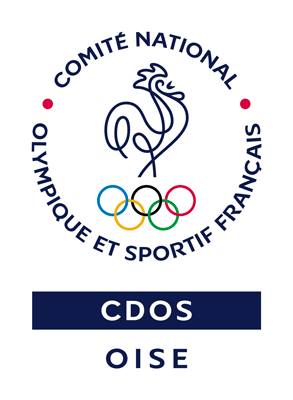 COMITÉ NATIONAL
OLYMPIQUE ET SPORTIF FRANÇAIS
CDOS
OISE